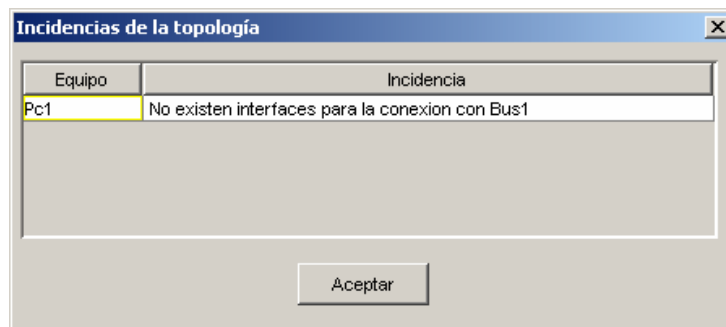 Incidencias de la topología
Equipo Incidencia
Pc1 No existen interfaces para la conexion con Bus1
Aceptar